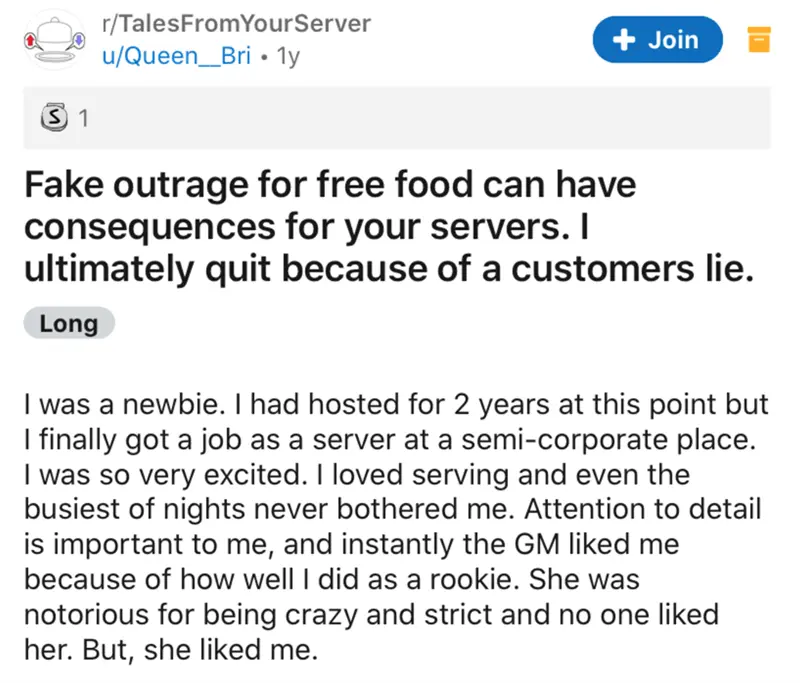 r/TalesFromYourServer
u/Queen__Bri • 1y
+ Join
S 1
Fake outrage for free food can have
consequences for your servers. I
ultimately quit because of a customers lie.
Long
I was a newbie. I had hosted for 2 years at this point but
I finally got a job as a server at a semi-corporate place.
I was so very excited. I loved serving and even the
busiest of nights never bothered me. Attention to detail
is important to me, and instantly the GM liked me
because of how well I did as a rookie. She was
notorious for being crazy and strict and no one liked
her. But, she liked me.